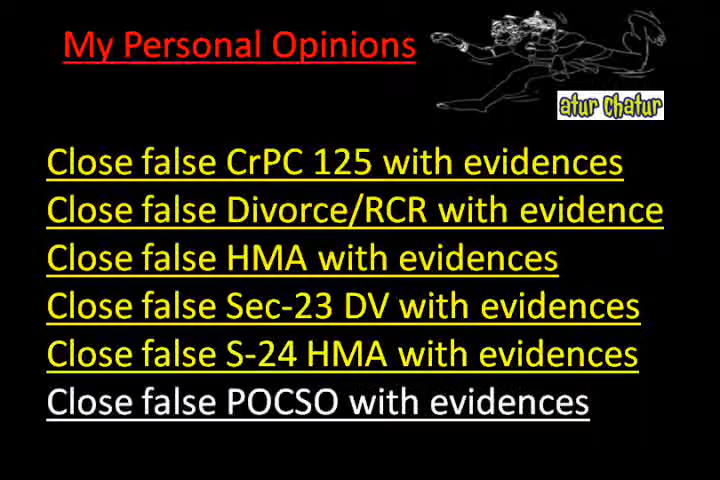 My Personal Opinions
atur Chatur
Close false CrPC 125 with evidences
Close false Divorce/RCR with evidence
Close false HMA with evidences
Close false Sec-23 DV with evidences
Close false S-24 HMA with evidences
Close false POCSO with evidences